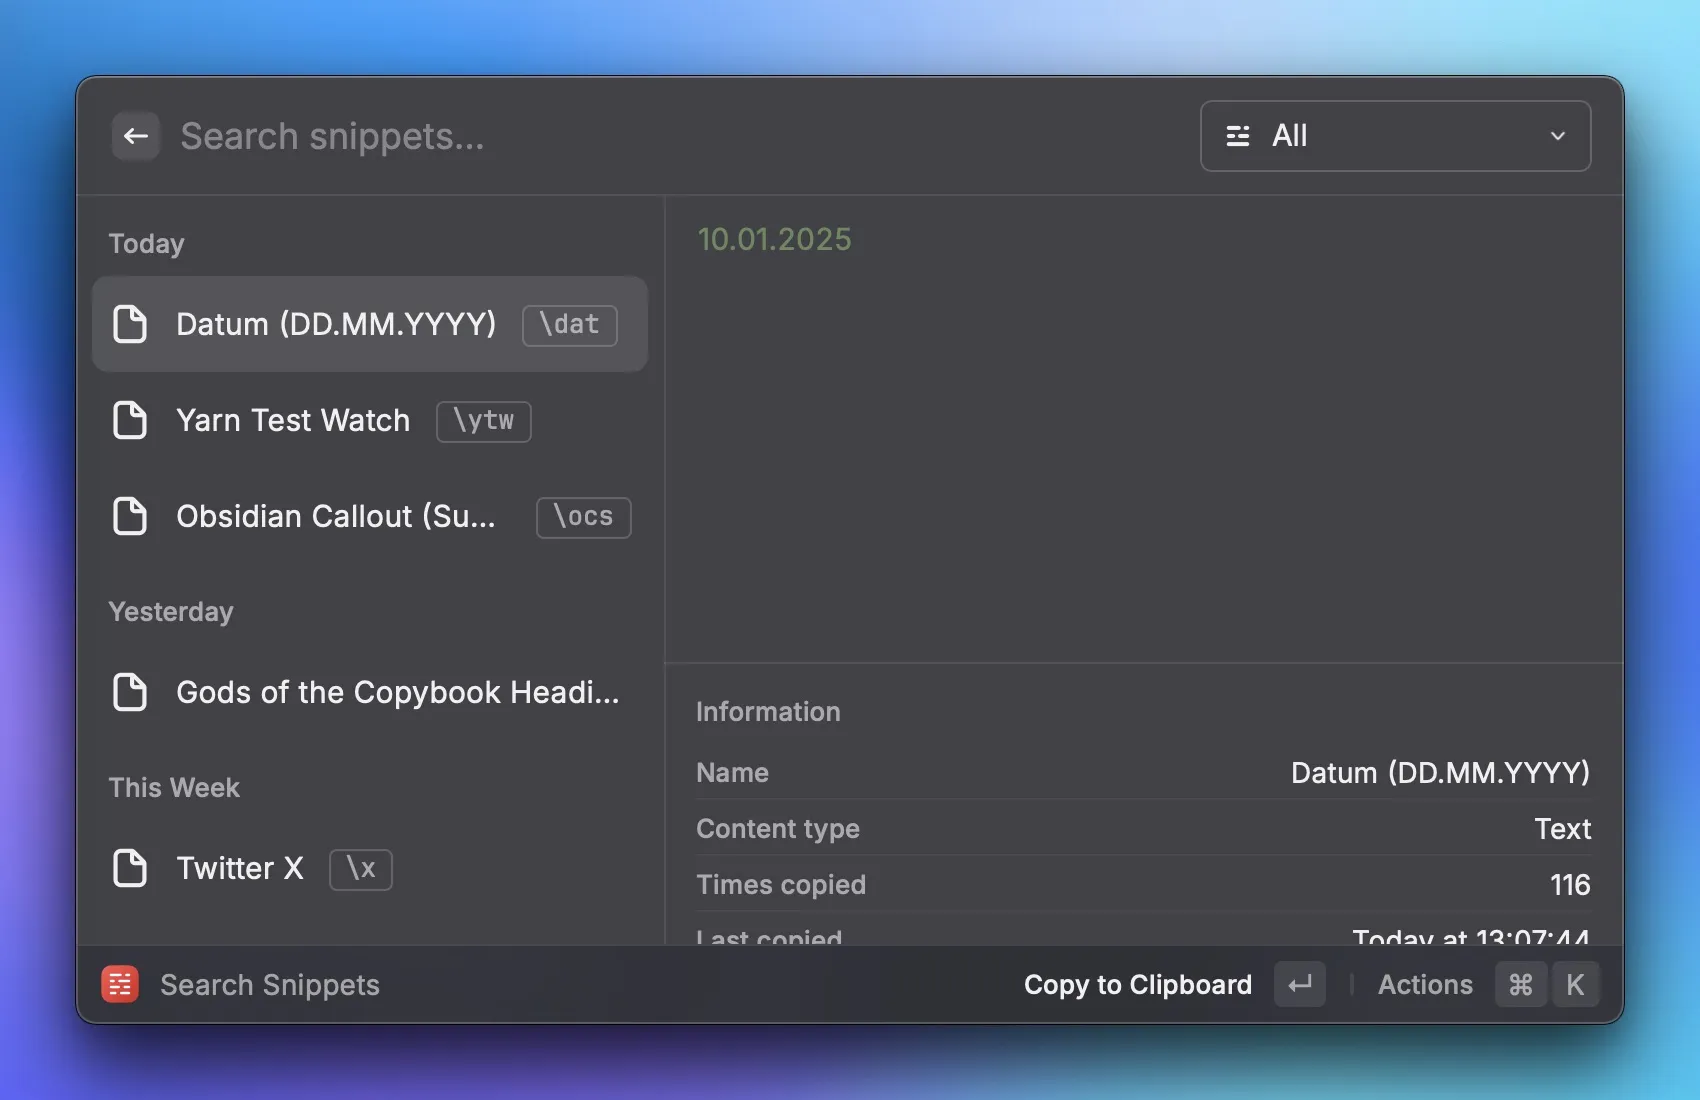 Search snippets...
All
Today
Datum (DD.MM.YYYY) \dat
Yarn Test Watch \ytw
Obsidian Callout (Su... \ocs
Yesterday
Gods of the Copybook Headi...
This Week
Twitter X \x
10.01.2025
Information
Name Datum (DD.MM.YYYY)
Content type Text
Times copied 116
Last copied Today at 13:07:44
Search Snippets
Copy to Clipboard ↵ Actions ⌘ K